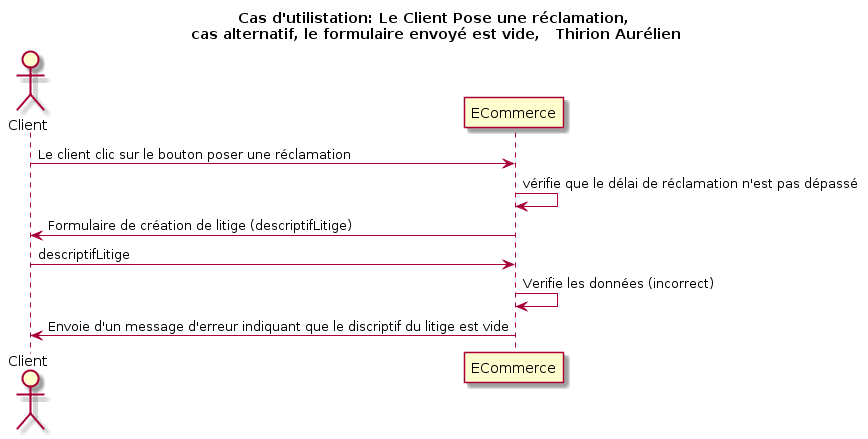 Cas d'utilistation: Le Client Pose une réclamation,
cas alternatif, le formulaire envoyé est vide,   Thirion Aurélien
Client
ECommerce
Le client clic sur le bouton poser une réclamation
vérifie que le délai de réclamation n'est pas dépassé
Formulaire de création de litige (descriptifLitige)
descriptifLitige
Verifie les données (incorrect)
Envoie d'un message d'erreur indiquant que le discriptif du litige est vide
Client
ECommerce